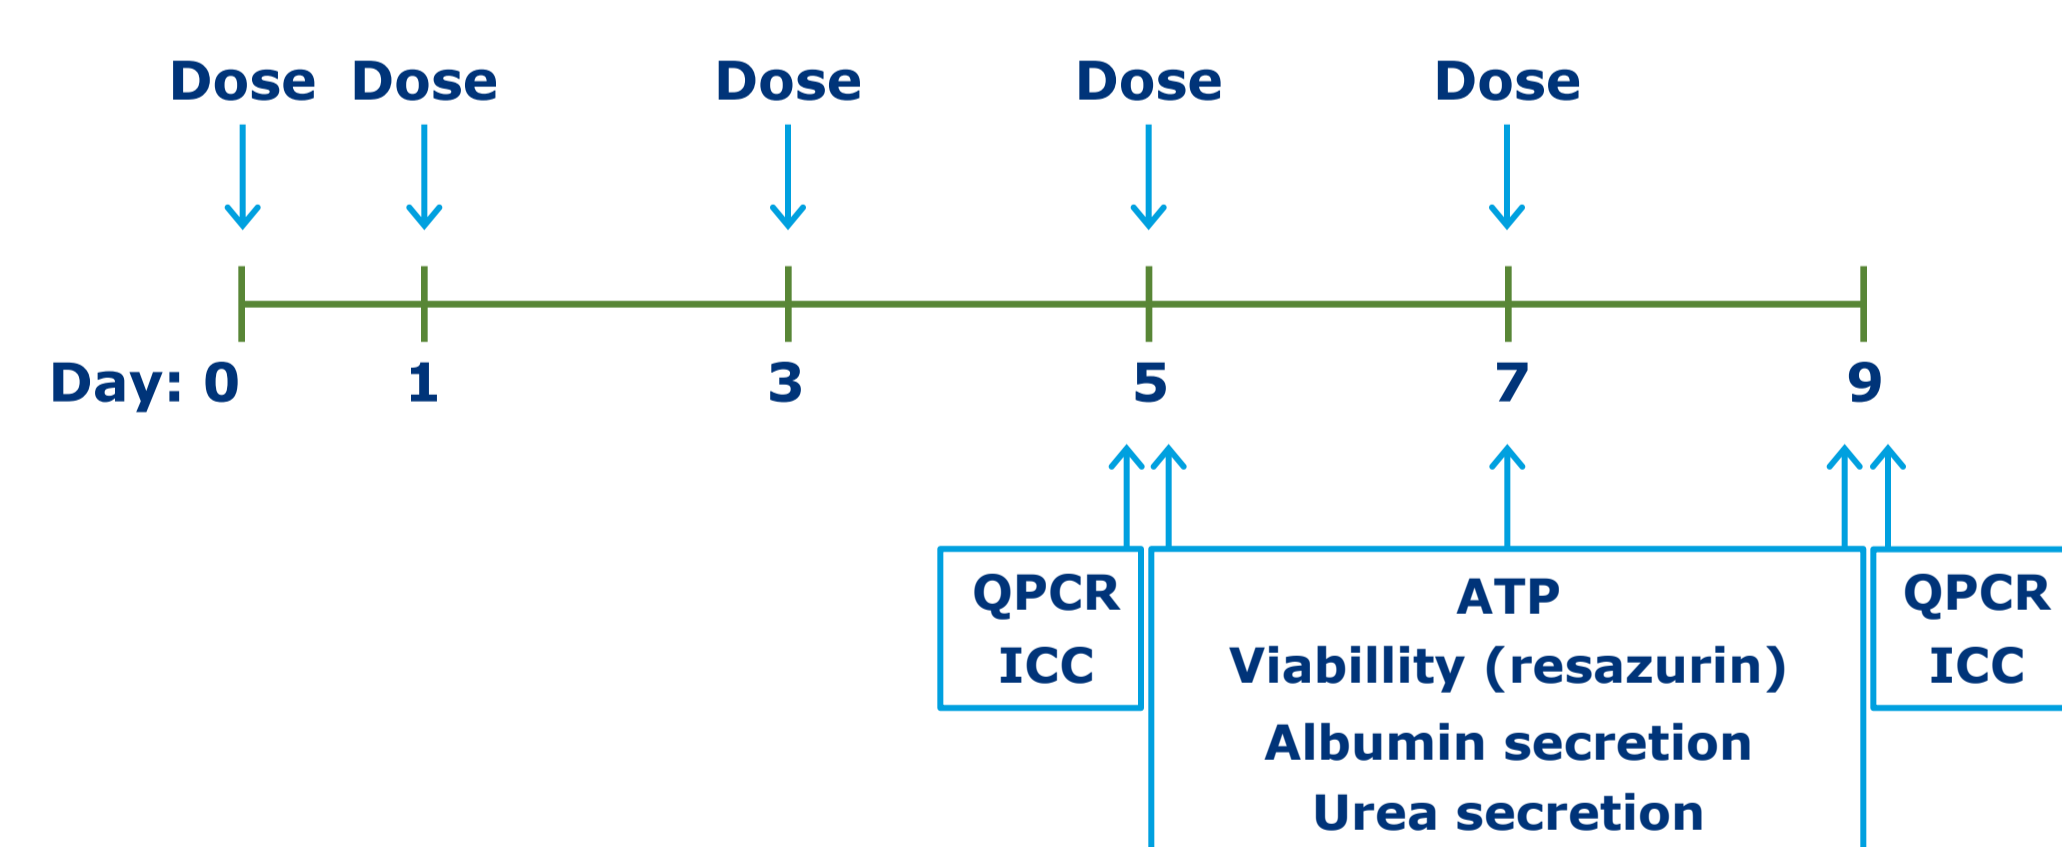 Dose Dose Dose Dose Dose
Day: 0 1 3 5 7 9
QPCR
ICC
ATP
Viabillity (resazurin)
Albumin secretion
Urea secretion
QPCR
ICC